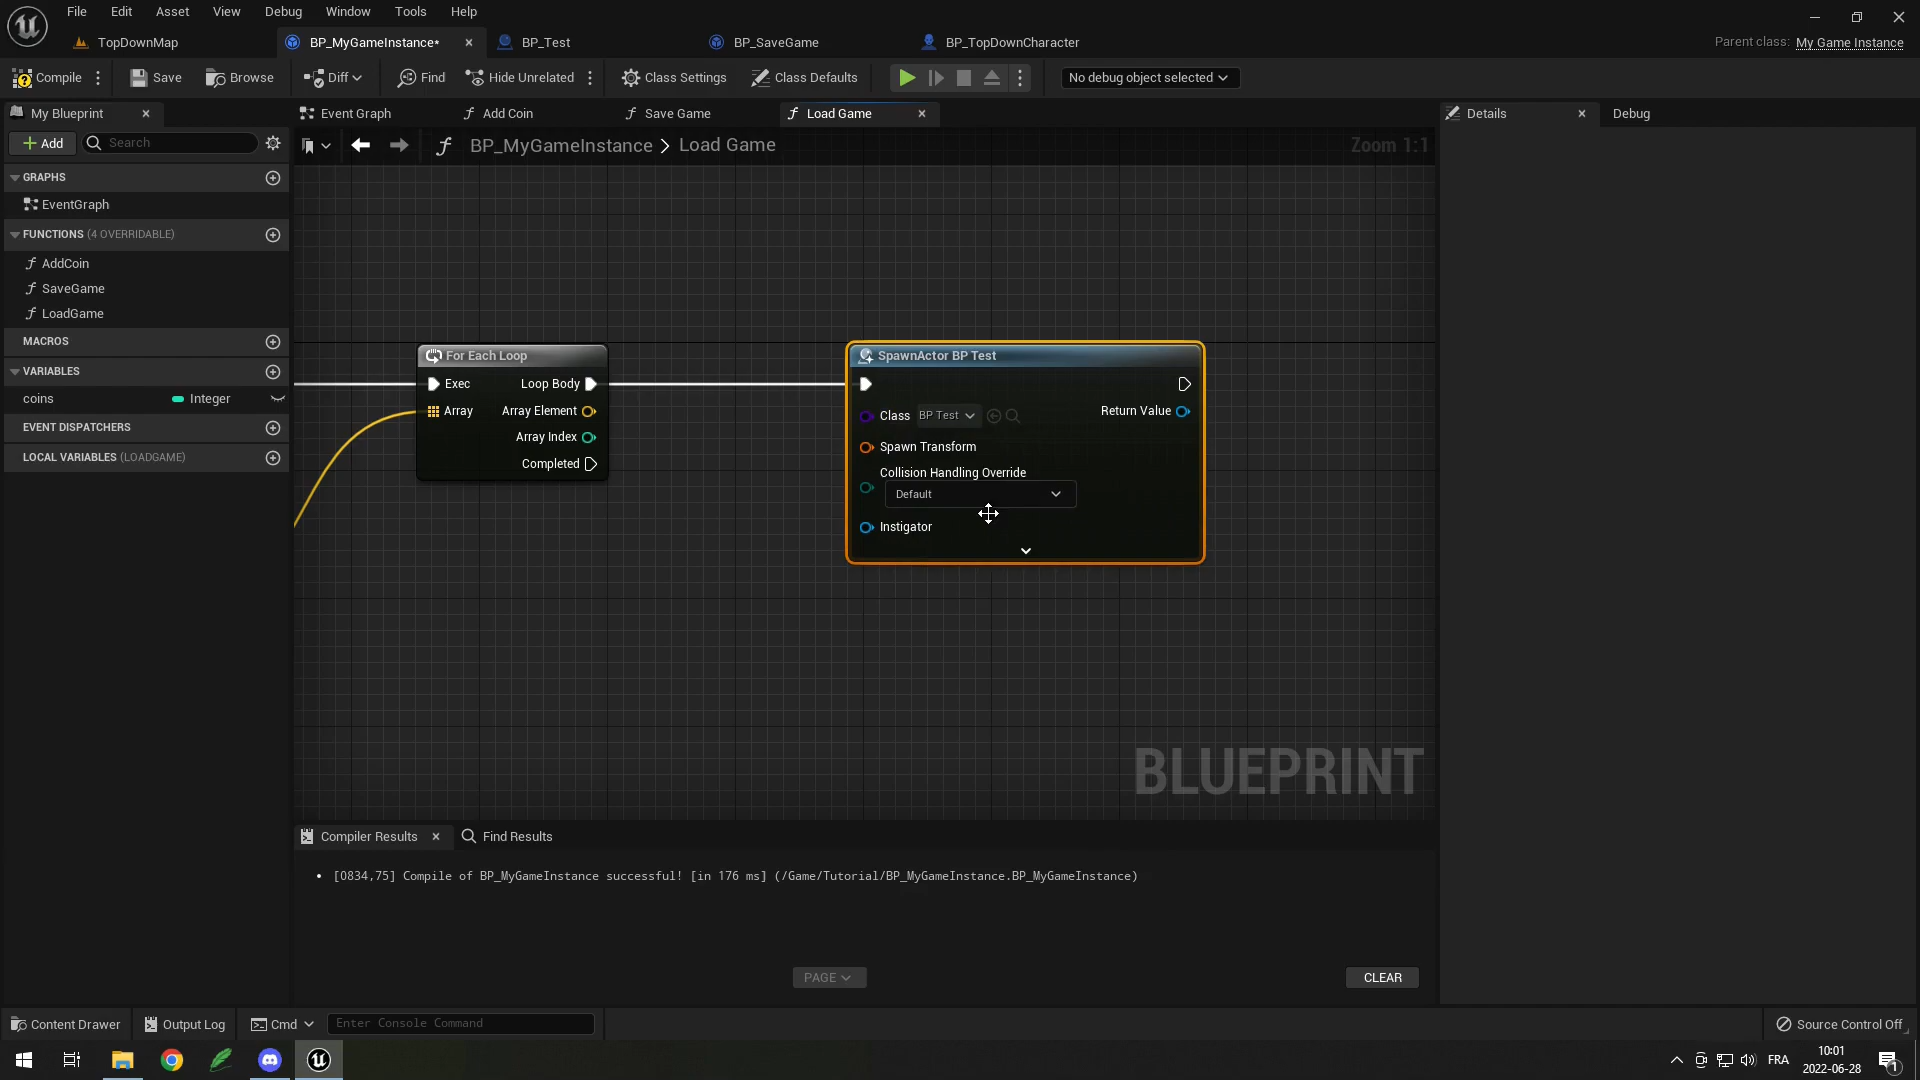 File Edit Asset View Debug Window Tools Help
TopDownMap BP_MyGameInstance* BP_Test BP_SaveGame BP_TopDownCharacter Parent class: My Game Instance
Compile Save Browse Diff Find Hide Unrelated Class Settings Class Defaults No debug object selected
My Blueprint Event Graph Add Coin Save Game Load Game Details Debug
Add Search BP_MyGameInstance > Load Game Zoom 1:1
GRAPHS
EventGraph
FUNCTIONS (4 OVERRIDABLE)
AddCoin
SaveGame
LoadGame
MACROS
VARIABLES
coins Integer
EVENT DISPATCHERS
LOCAL VARIABLES (LOADGAME)
For Each Loop
Exec Loop Body
Array Array Element
Array Index
Completed
SpawnActor BP Test
Class BP Test Return Value
Spawn Transform
Collision Handling Override
Default
Instigator
BLUEPRINT
Compiler Results Find Results
[0834,75] Compile of BP_MyGameInstance successful! [in 176 ms] (/Game/Tutorial/BP_MyGameInstance.BP_MyGameInstance)
PAGE CLEAR
Content Drawer Output Log Cmd Enter Console Command Source Control Off
FRA 10:01
2022-06-28 1